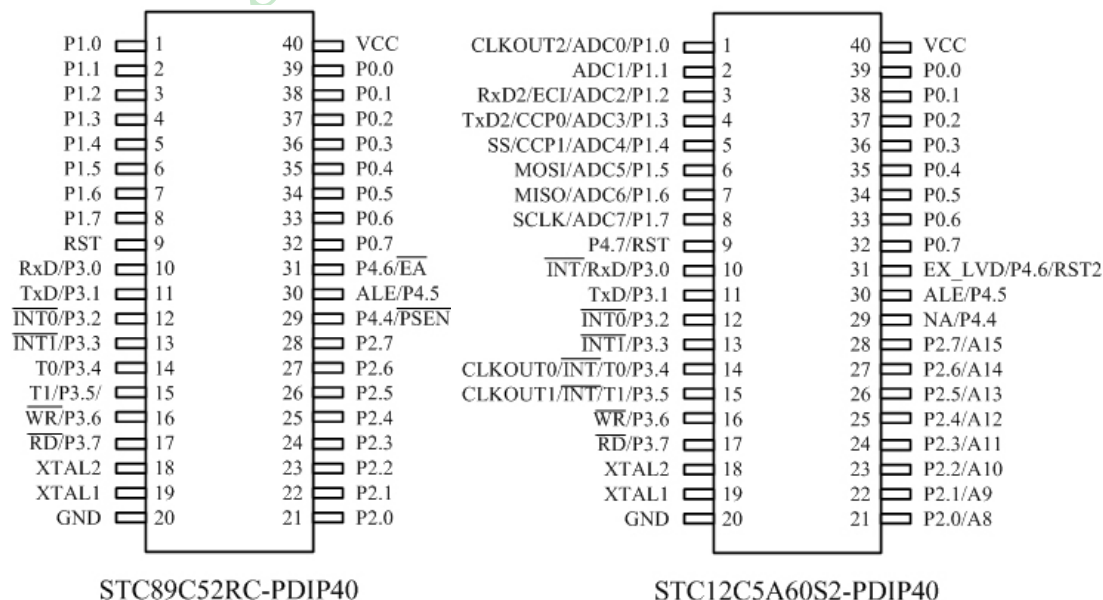 P1.0 1 40 VCC
P1.1 2 39 P0.0
P1.2 3 38 P0.1
P1.3 4 37 P0.2
P1.4 5 36 P0.3
P1.5 6 35 P0.4
P1.6 7 34 P0.5
P1.7 8 33 P0.6
RST 9 32 P0.7
RxD/P3.0 10 31 P4.6/EA
TxD/P3.1 11 30 ALE/P4.5
INT0/P3.2 12 29 P4.4/PSEN
INT1/P3.3 13 28 P2.7
T0/P3.4 14 27 P2.6
T1/P3.5/ 15 26 P2.5
WR/P3.6 16 25 P2.4
RD/P3.7 17 24 P2.3
XTAL2 18 23 P2.2
XTAL1 19 22 P2.1
GND 20 21 P2.0
STC89C52RC-PDIP40
CLKOUT2/ADC0/P1.0 1 40 VCC
ADC1/P1.1 2 39 P0.0
RxD2/ECI/ADC2/P1.2 3 38 P0.1
TxD2/CCP0/ADC3/P1.3 4 37 P0.2
SS/CCP1/ADC4/P1.4 5 36 P0.3
MOSI/ADC5/P1.5 6 35 P0.4
MISO/ADC6/P1.6 7 34 P0.5
SCLK/ADC7/P1.7 8 33 P0.6
P4.7/RST 9 32 P0.7
INT/RxD/P3.0 10 31 EX_LVD/P4.6/RST2
TxD/P3.1 11 30 ALE/P4.5
INT0/P3.2 12 29 NA/P4.4
INT1/P3.3 13 28 P2.7/A15
CLKOUT0/INT/T0/P3.4 14 27 P2.6/A14
CLKOUT1/INT/T1/P3.5 15 26 P2.5/A13
WR/P3.6 16 25 P2.4/A12
RD/P3.7 17 24 P2.3/A11
XTAL2 18 23 P2.2/A10
XTAL1 19 22 P2.1/A9
GND 20 21 P2.0/A8
STC12C5A60S2-PDIP40